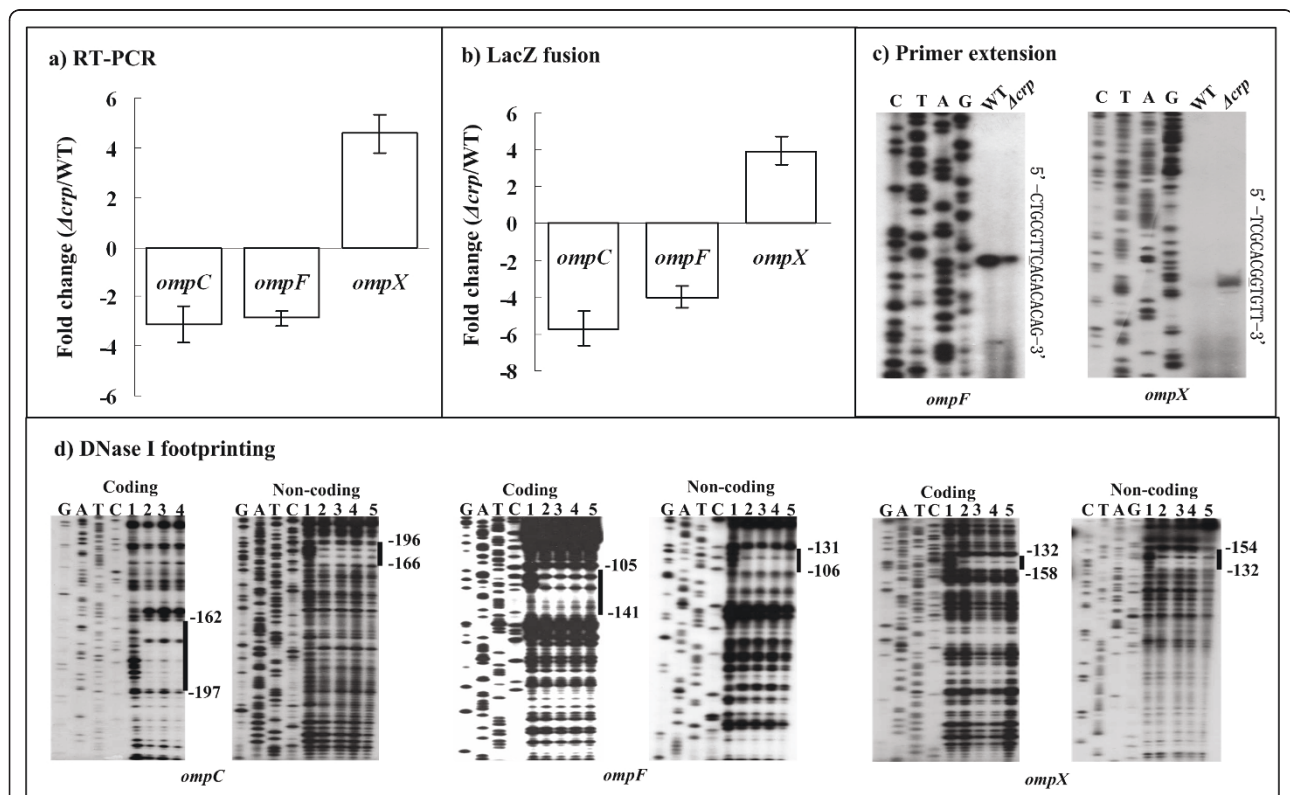 a) RT-PCR
Fold change (Δcrp/WT)
6
4
2
0
-2
-4
-6
ompC
ompF
ompX
b) LacZ fusion
Fold change (Δcrp/WT)
6
4
2
0
-2
-4
-6
-8
ompC
ompF
ompX
c) Primer extension
C T A G WT Δcrp
5’-CTGCGTTCAGACACAG-3’
ompF
C T A G WT Δcrp
5’-TCGCACGGTGTT-3’
ompX
d) DNase I footprinting
Coding
G A T C 1 2 3 4
-162
-197
Non-coding
G A T C 1 2 3 4 5
-196
-166
ompC
Coding
G A T C 1 2 3 4 5
-105
-141
Non-coding
G A T C 1 2 3 4 5
-131
-106
ompF
Coding
G A T C 1 2 3 4 5
-132
-158
Non-coding
C T A G 1 2 3 4 5
-154
-132
ompX